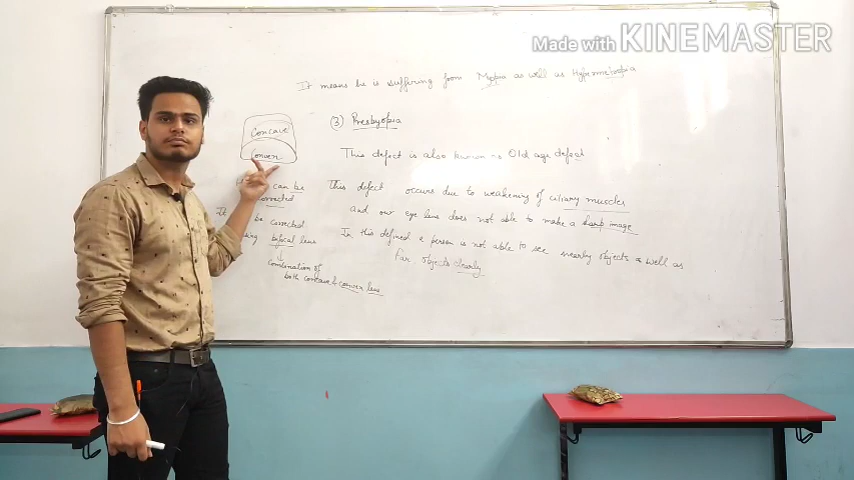 Made with KINEMASTER
It means he is suffering from Myopia as well as Hypermetropia
Concave
Convex
③ Presbyopia
This defect is also known as Old age defect
can be
corrected
It be corrected
using bifocal lens
↓
Combination of
both concave & convex lens
This defect occurs due to weakening of ciliary muscles
and our eye lens does not able to make a sharp image
In this defined a person is not able to see nearby objects as well as
Far objects clearly